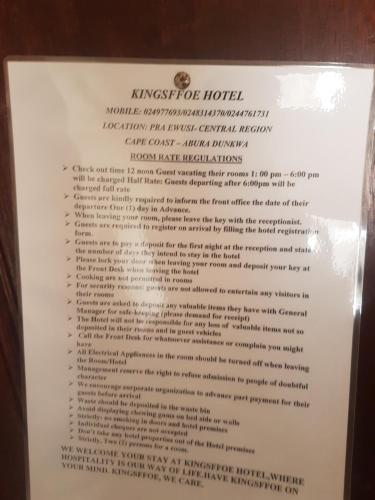 KINGSFFOE HOTEL
MOBILE: 024977693/0248314370/0244761731
LOCATION: PRA EWUSI- CENTRAL REGION
CAPE COAST – ABURA DUNKWA
ROOM RATE REGULATIONS
➢ Check out time 12 noon Guest vacating their rooms 1: 00 pm – 6:00 pm
will be charged Half Rate: Guests departing after 6:00pm will be
charged full rate
➢ Guests are kindly required to inform the front office the date of their
departure One (1) day in Advance.
➢ When leaving your room, please leave the key with the receptionist.
➢ Guests are required to register on arrival by filling the hotel registration
form.
➢ Guests are to pay a deposit for the first night at the reception and state
the number of days they intend to stay in the hotel
➢ Please lock your door when leaving your room and deposit your key at
the Front Desk when leaving the hotel
➢ Cooking are not permitted in rooms
➢ For security reasons: guests are not allowed to entertain any visitors in
their rooms
➢ Guests are asked to deposit any valuable items they have with General
Manager for safe-keeping (please demand for receipt)
➢ The Hotel will not be responsible for any loss of valuable items not so
deposited in their rooms and in guest vehicles
➢ Call the Front Desk for whatsoever assistance or complain you might
have
➢ All Electrical Appliances in the room should be turned off when leaving
the Room/Hotel
➢ Management reserve the right to refuse admission to people of doubtful
character
➢ We encourage corporate organization to advance part payment for their
guests before arrival
➢ Waste should be deposited in the waste bin
➢ Avoid displaying chewing gums on bed side or walls
➢ Strictly: no smoking in doors and hotel premises
➢ Individual cheques are not accepted
➢ Don't take any hotel properties out of the Hotel premises
➢ Strictly, Two (2) persons for a room.
WE WELCOME YOUR STAY AT KINGSFFOE HOTEL,WHERE
HOSPITALITY IS OUR WAY OF LIFE.HAVE KINGSFFOE ON
YOUR MIND. KINGSFFOE, WE CARE.